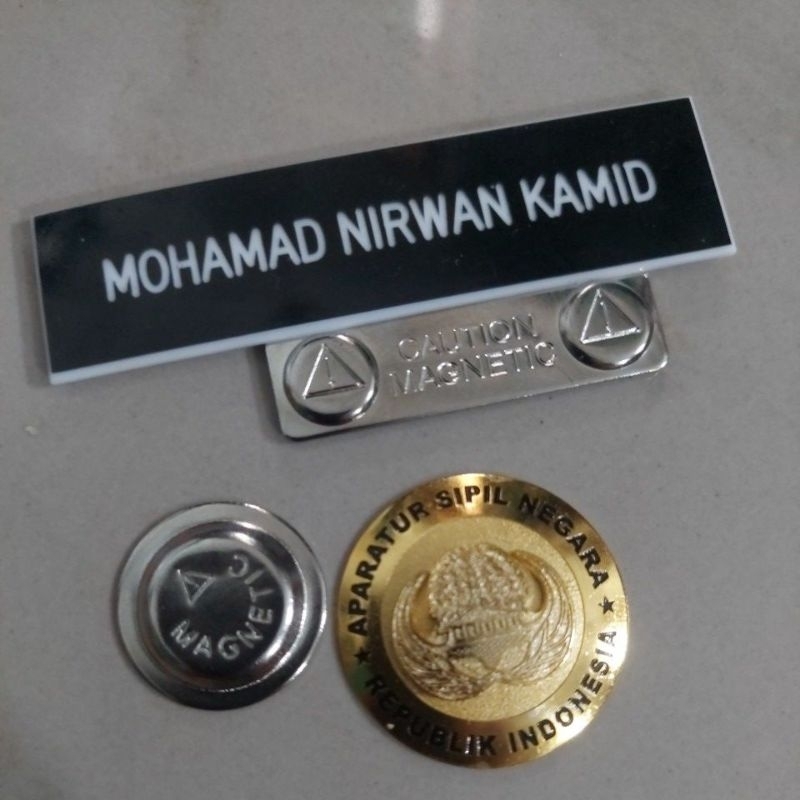 MOHAMAD NIRWAN KAMID
CAUTION
MAGNETIC
MAGNETIC
APARATUR SIPIL NEGARA
REPUBLIK INDONESIA